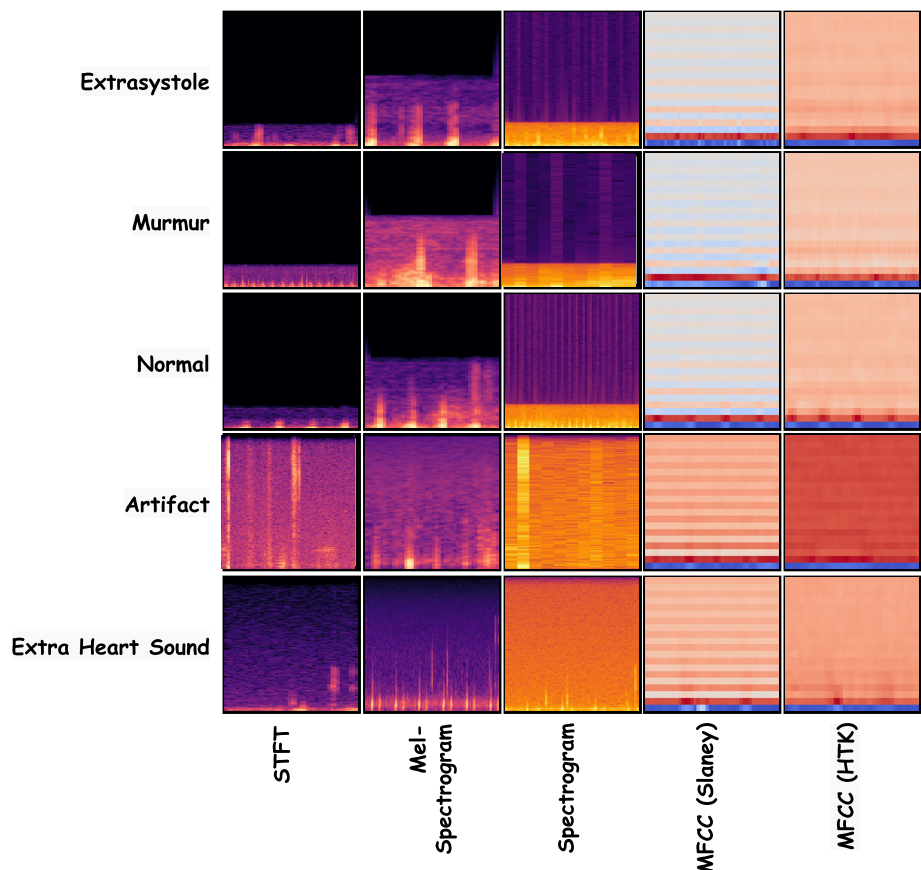 Extrasystole
Murmur
Normal
Artifact
Extra Heart Sound
STFT
Mel-
Spectrogram
Spectrogram
MFCC (Slaney)
MFCC (HTK)